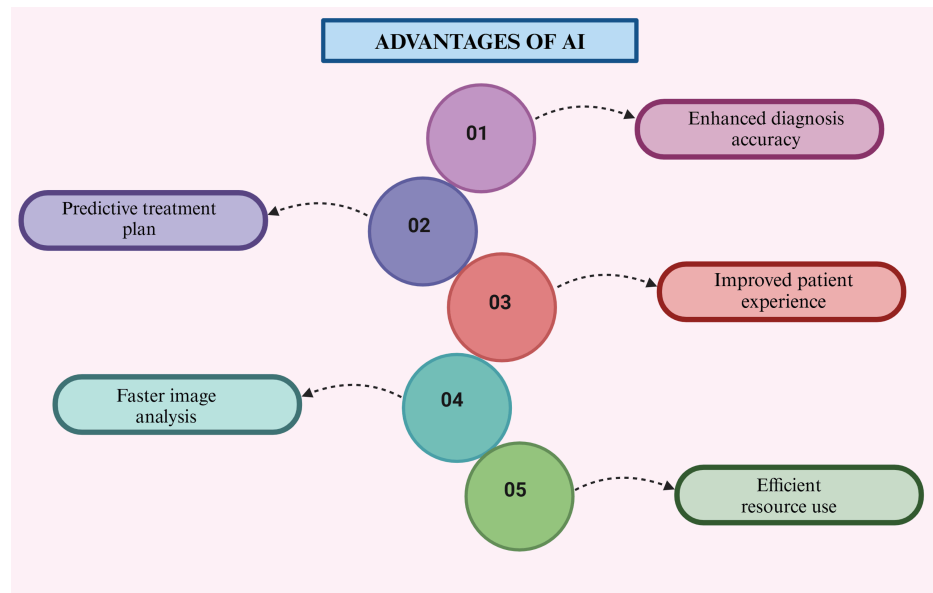 ADVANTAGES OF AI
01
Enhanced diagnosis
accuracy
02
Predictive treatment
plan
03
Improved patient
experience
04
Faster image
analysis
05
Efficient
resource use